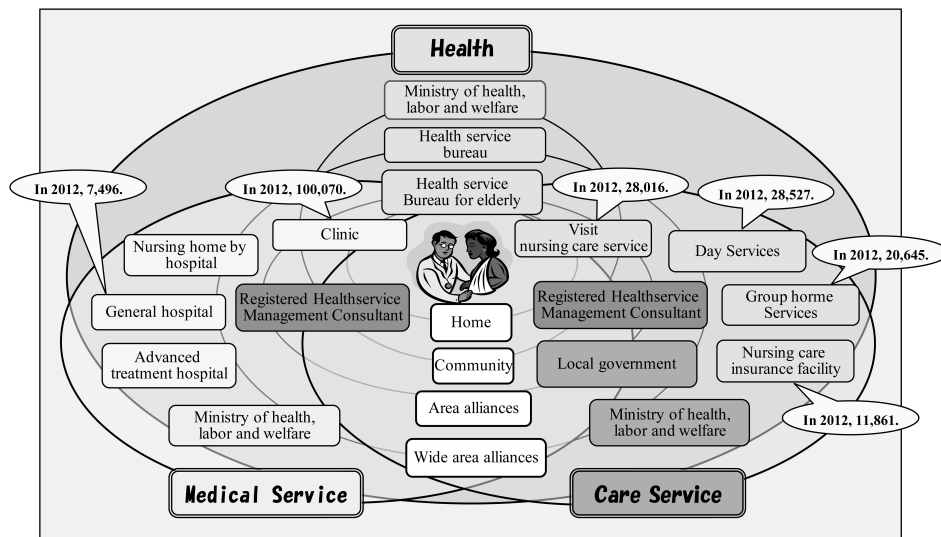 Health
Ministry of health,
labor and welfare
Health service
bureau
Health service
Bureau for elderly
In 2012, 7,496.
In 2012, 100,070.
In 2012, 28,016.
In 2012, 28,527.
Clinic
Visit
nursing care service
Nursing home by
hospital
Day Services
In 2012, 20,645.
General hospital
Registered Healthservice
Management Consultant
Home
Registered Healthservice
Management Consultant
Group horme
Services
Advanced
treatment hospital
Community
Local government
Nursing care
insurance facility
Ministry of health,
labor and welfare
Area alliances
Ministry of health,
labor and welfare
In 2012, 11,861.
Wide area alliances
Medical Service
Care Service